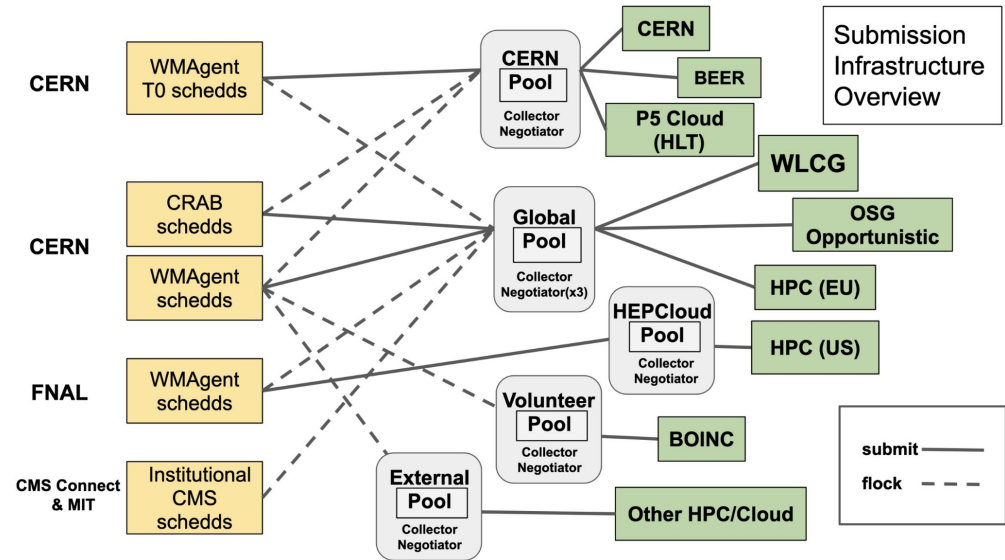 Submission
Infrastructure
Overview
CERN
WMAgent
T0 schedds
CERN
Pool
Collector
Negotiator
CERN
BEER
P5 Cloud
(HLT)
CERN
CRAB
schedds
WMAgent
schedds
Global
Pool
Collector
Negotiator(x3)
WLCG
OSG
Opportunistic
HPC (EU)
FNAL
WMAgent
schedds
HEPCloud
Pool
Collector
Negotiator
HPC (US)
Volunteer
Pool
Collector
Negotiator
BOINC
CMS Connect
& MIT
Institutional
CMS
schedds
External
Pool
Collector
Negotiator
Other HPC/Cloud
submit
flock